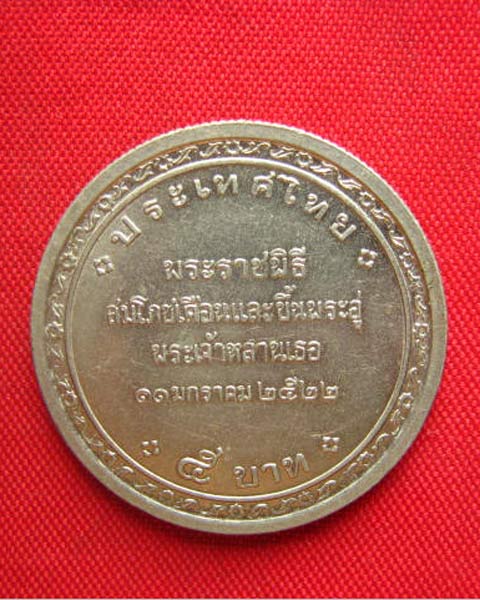 ประเทศไทย
พระราชพิธี
สมโภชเดือนและขึ้นพระอู่
พระเจ้าหลานเธอ
๑๑ มกราคม ๒๕๒๒
๕ บาท